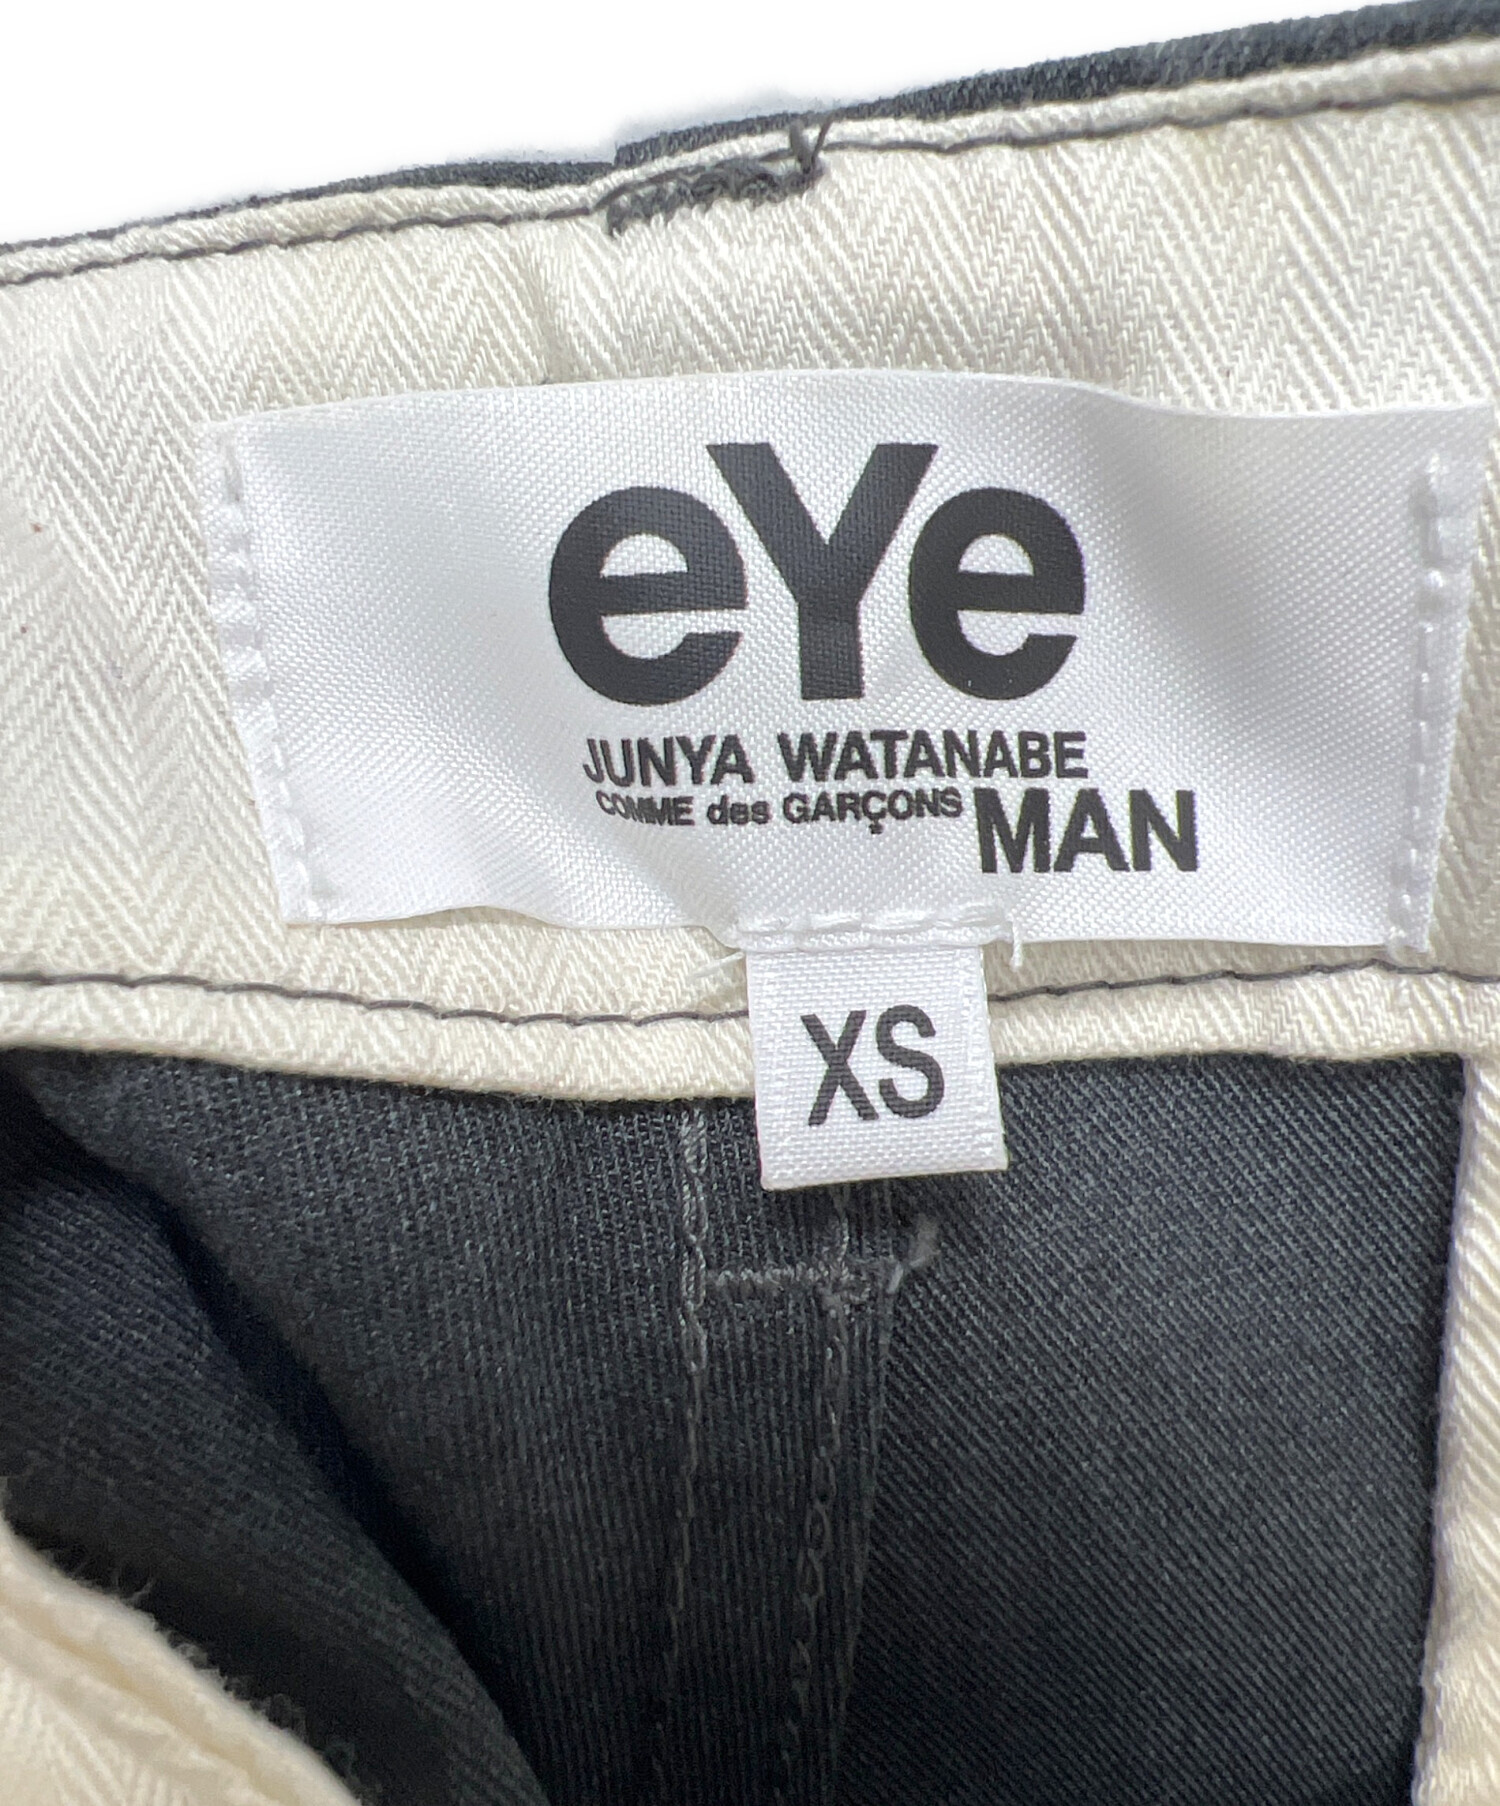 eYe
JUNYA WATANABE
COMME des GARÇONS MAN
XS